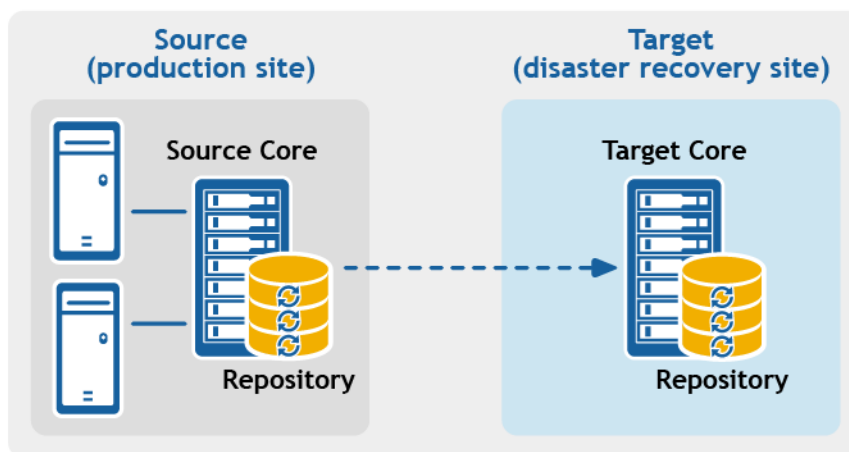 Source
(production site)
Target
(disaster recovery site)
Source Core
Target Core
Repository
Repository